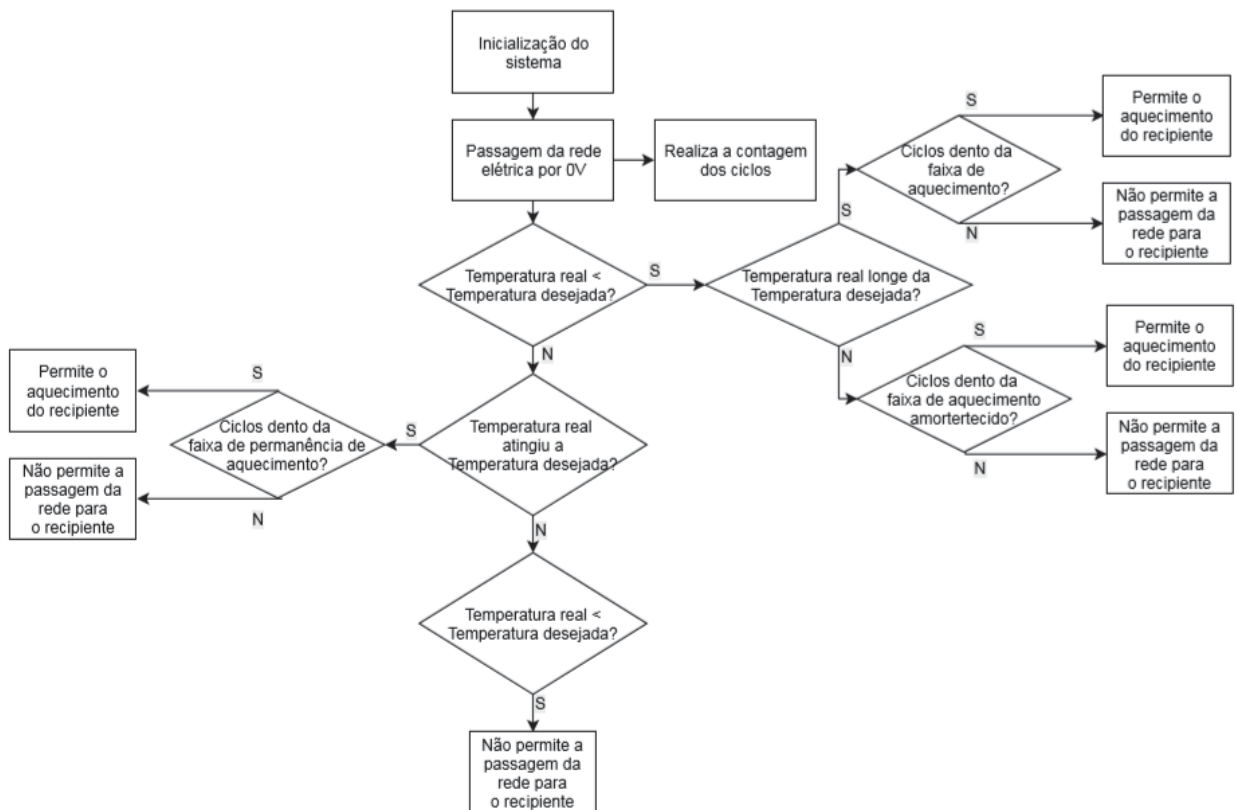 Inicialização do
sistema
Passagem da rede
elétrica por 0V
Realiza a contagem
dos ciclos
S
Permite o
aquecimento
do recipiente
Ciclos dento da
faixa de
aquecimento?
Não permite a
passagem da
rede para
o recipiente
N
S
Temperatura real <
Temperatura desejada?
S
Temperatura real longe da
Temperatura desejada?
N
N
S
Permite o
aquecimento
do recipiente
Ciclos dento da
faixa de aquecimento
amortertecido?
Não permite a
passagem da
rede para
o recipiente
N
Permite o
aquecimento
do recipiente
S
Ciclos dento da
faixa de permanência de
aquecimento?
S
Temperatura real
atingiu a
Temperatura desejada?
Não permite a
passagem da
rede para
o recipiente
N
N
Temperatura real <
Temperatura desejada?
S
Não permite a
passagem da
rede para
o recipiente